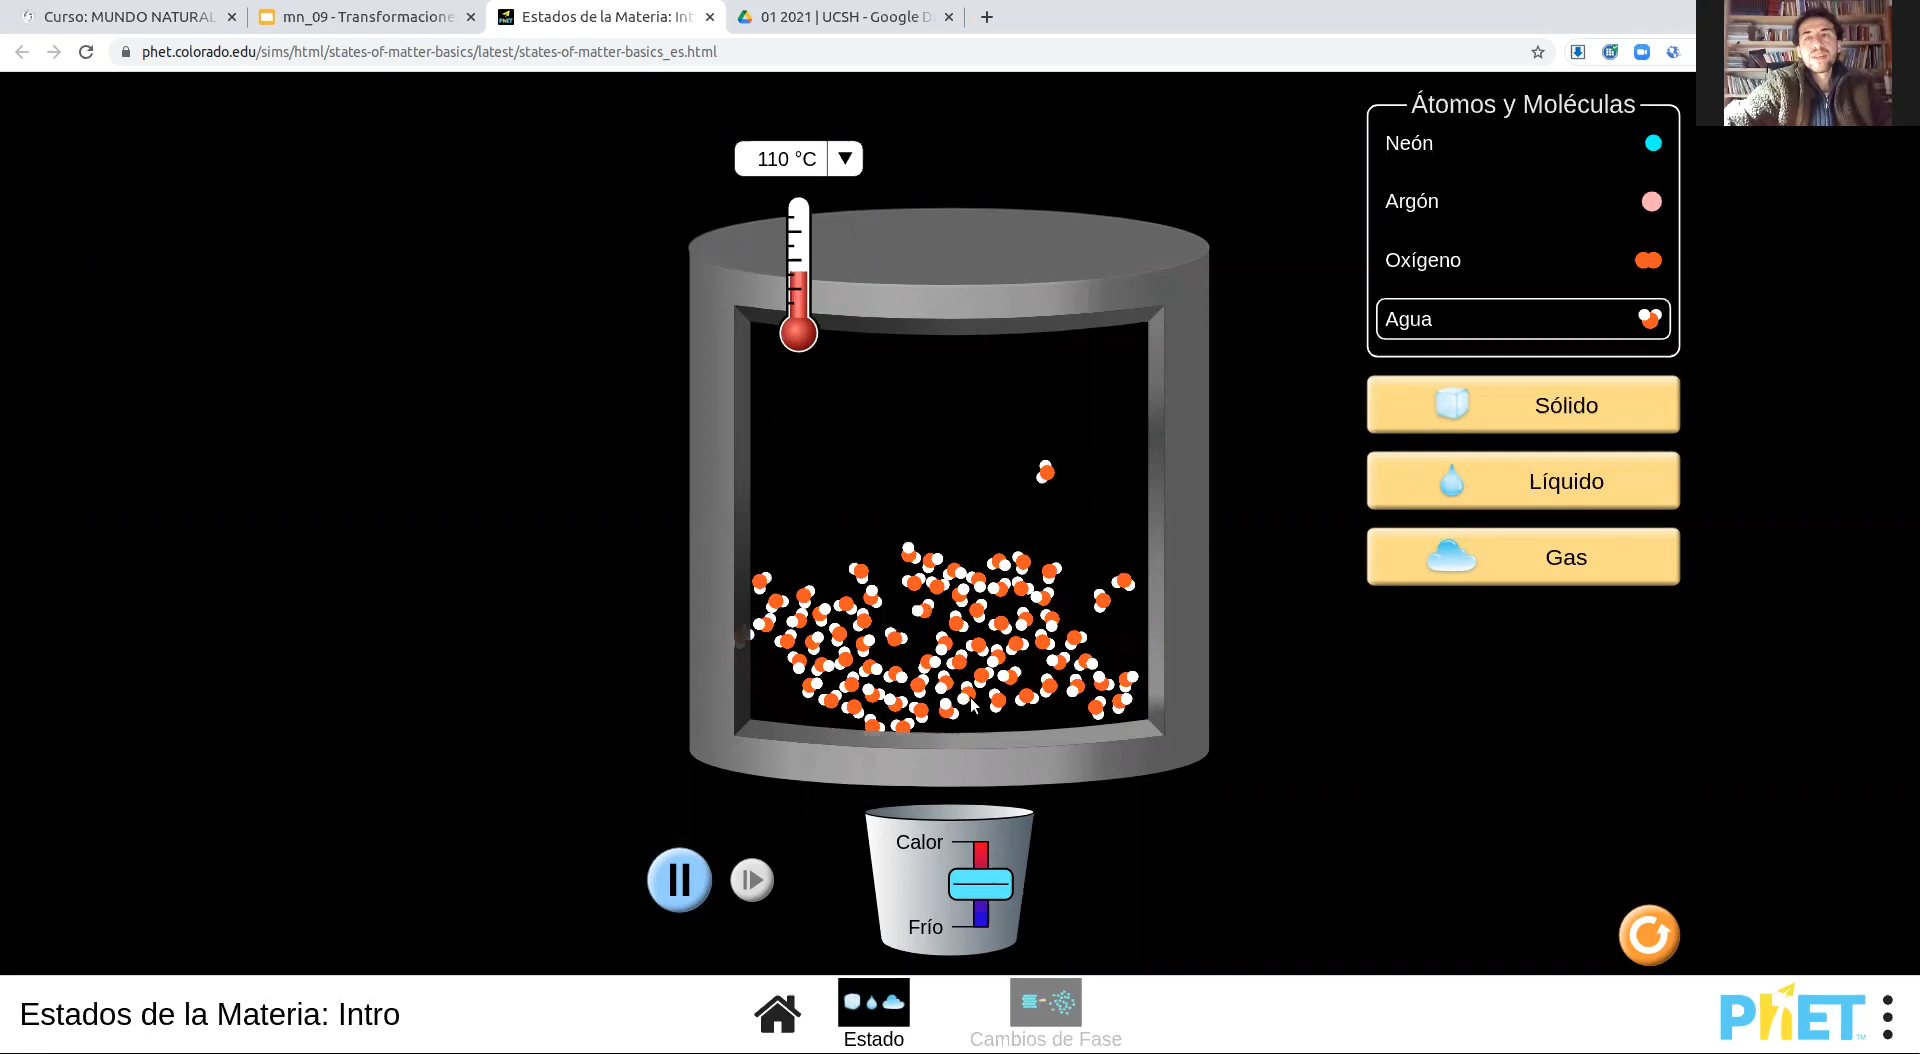 Curso: MUNDO NATURAL
mn_09 - Transformacione
Estados de la Materia: Int
01 2021 | UCSH - Google D
phet.colorado.edu/sims/html/states-of-matter-basics/latest/states-of-matter-basics_es.html
110 °C
Átomos y Moléculas
Neón
Argón
Oxígeno
Agua
Sólido
Líquido
Gas
Calor
Frío
Estados de la Materia: Intro
Estado
Cambios de Fase
PhET